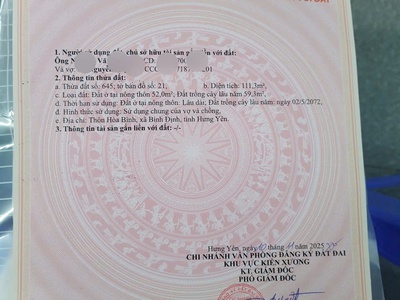 1. Người sử dụng đất, chủ sở hữu tài sản gắn liền với đất:
Ông
Và vợ:
2. Thông tin thửa đất:
a. Thửa đất số: 645; tờ bản đồ số: 21, b. Diện tích: 111,3m².
c. Loại đất: Đất ở tại nông thôn 52,0m²; Đất trồng cây lâu năm 59,3m².
d. Thời hạn sử dụng: Đất ở tại nông thôn: Lâu dài; Đất trồng cây lâu năm: 02/5/2072.
đ. Hình thức sử dụng: Sử dụng chung của vợ và chồng.
e. Địa chỉ: Thôn Hòa Bình, xã Bình Định, tỉnh Hưng Yên.
3. Thông tin tài sản gắn liền với đất: -/-
Hưng Yên, ngày 10 tháng 11 năm 2025
CHI NHÁNH VĂN PHÒNG ĐĂNG KÝ ĐẤT ĐAI
KHU VỰC KIẾN XƯƠNG
KT. GIÁM ĐỐC
PHÓ GIÁM ĐỐC